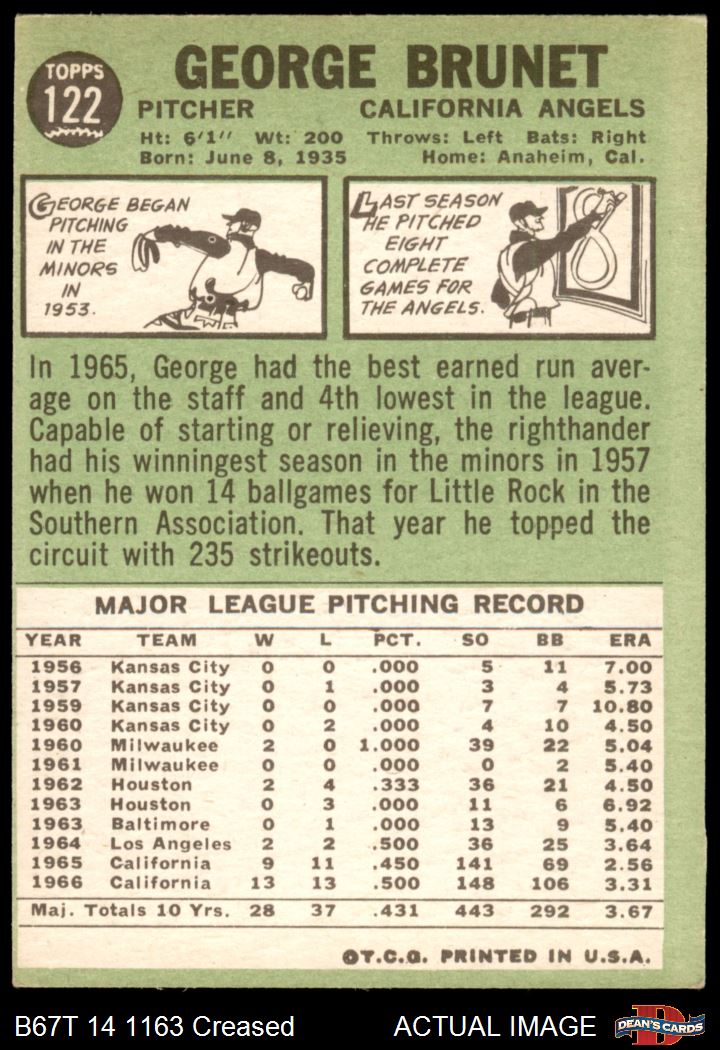 TOPPS
122
GEORGE BRUNET
PITCHER CALIFORNIA ANGELS
Ht: 6'1" Wt: 200 Throws: Left Bats: Right
Born: June 8, 1935 Home: Anaheim, Cal.
GEORGE BEGAN
PITCHING
IN THE
MINORS
IN
1953.
LAST SEASON
HE PITCHED
EIGHT
COMPLETE
GAMES FOR
THE ANGELS.
8
In 1965, George had the best earned run aver-
age on the staff and 4th lowest in the league.
Capable of starting or relieving, the righthander
had his winningest season in the minors in 1957
when he won 14 ballgames for Little Rock in the
Southern Association. That year he topped the
circuit with 235 strikeouts.
MAJOR LEAGUE PITCHING RECORD
YEAR TEAM W L PCT. SO BB ERA
1956 Kansas City 0 0 .000 5 11 7.00
1957 Kansas City 0 1 .000 3 4 5.73
1959 Kansas City 0 0 .000 7 7 10.80
1960 Kansas City 0 2 .000 4 10 4.50
1960 Milwaukee 2 0 1.000 39 22 5.04
1961 Milwaukee 0 0 .000 0 2 5.40
1962 Houston 2 4 .333 36 21 4.50
1963 Houston 0 3 .000 11 6 6.92
1963 Baltimore 0 1 .000 13 9 5.40
1964 Los Angeles 2 2 .500 36 25 3.64
1965 California 9 11 .450 141 69 2.56
1966 California 13 13 .500 148 106 3.31
Maj. Totals 10 Yrs. 28 37 .431 443 292 3.67
©T.C.G. PRINTED IN U.S.A.
B67T 14 1163 Creased ACTUAL IMAGE
D
DEAN'S CARDS